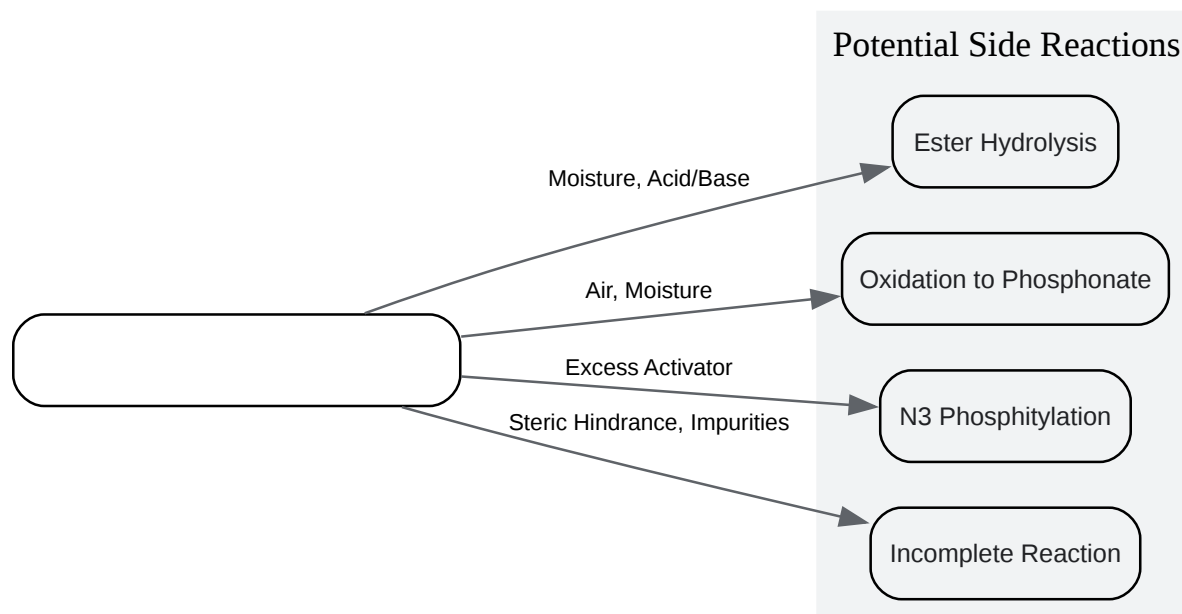 Potential Side Reactions
Ester Hydrolysis
Moisture, Acid/Base
Oxidation to Phosphonate
Air, Moisture
Excess Activator
N3 Phosphitylation
Steric Hindrance, Impurities
Incomplete Reaction